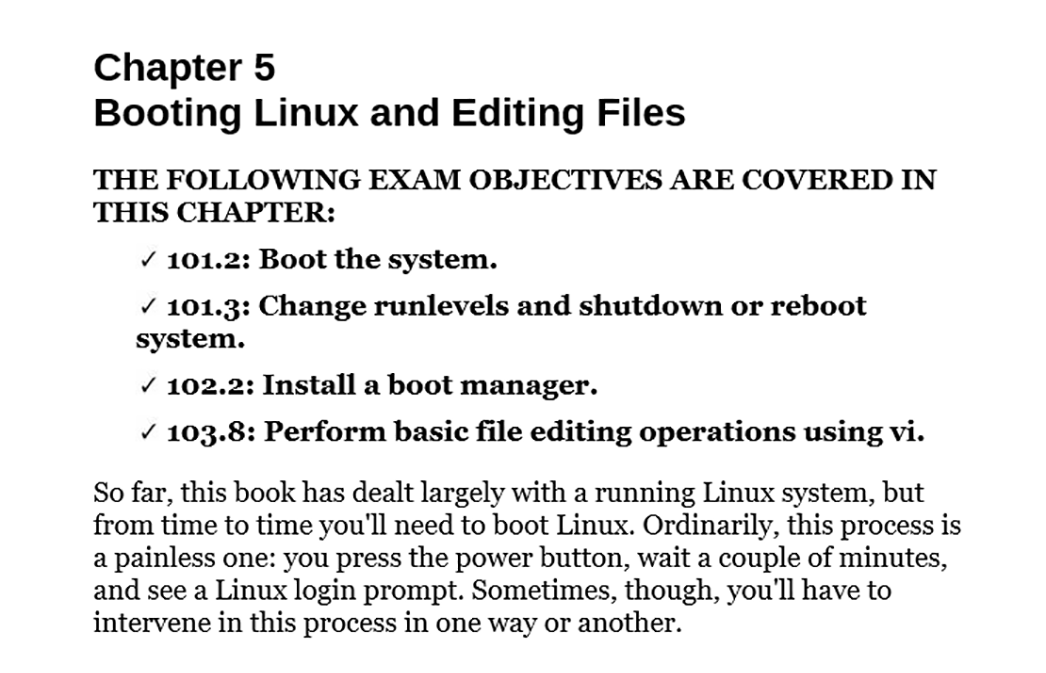 Chapter 5
Booting Linux and Editing Files
THE FOLLOWING EXAM OBJECTIVES ARE COVERED IN
THIS CHAPTER:
✓ 101.2: Boot the system.
✓ 101.3: Change runlevels and shutdown or reboot
system.
✓ 102.2: Install a boot manager.
✓ 103.8: Perform basic file editing operations using vi.
So far, this book has dealt largely with a running Linux system, but
from time to time you'll need to boot Linux. Ordinarily, this process is
a painless one: you press the power button, wait a couple of minutes,
and see a Linux login prompt. Sometimes, though, you'll have to
intervene in this process in one way or another.